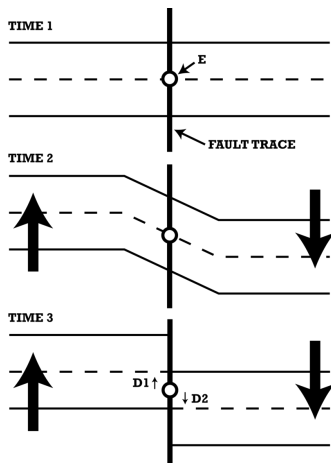 TIME 1
E
FAULT TRACE
TIME 2
TIME 3
D1↑
↓D2